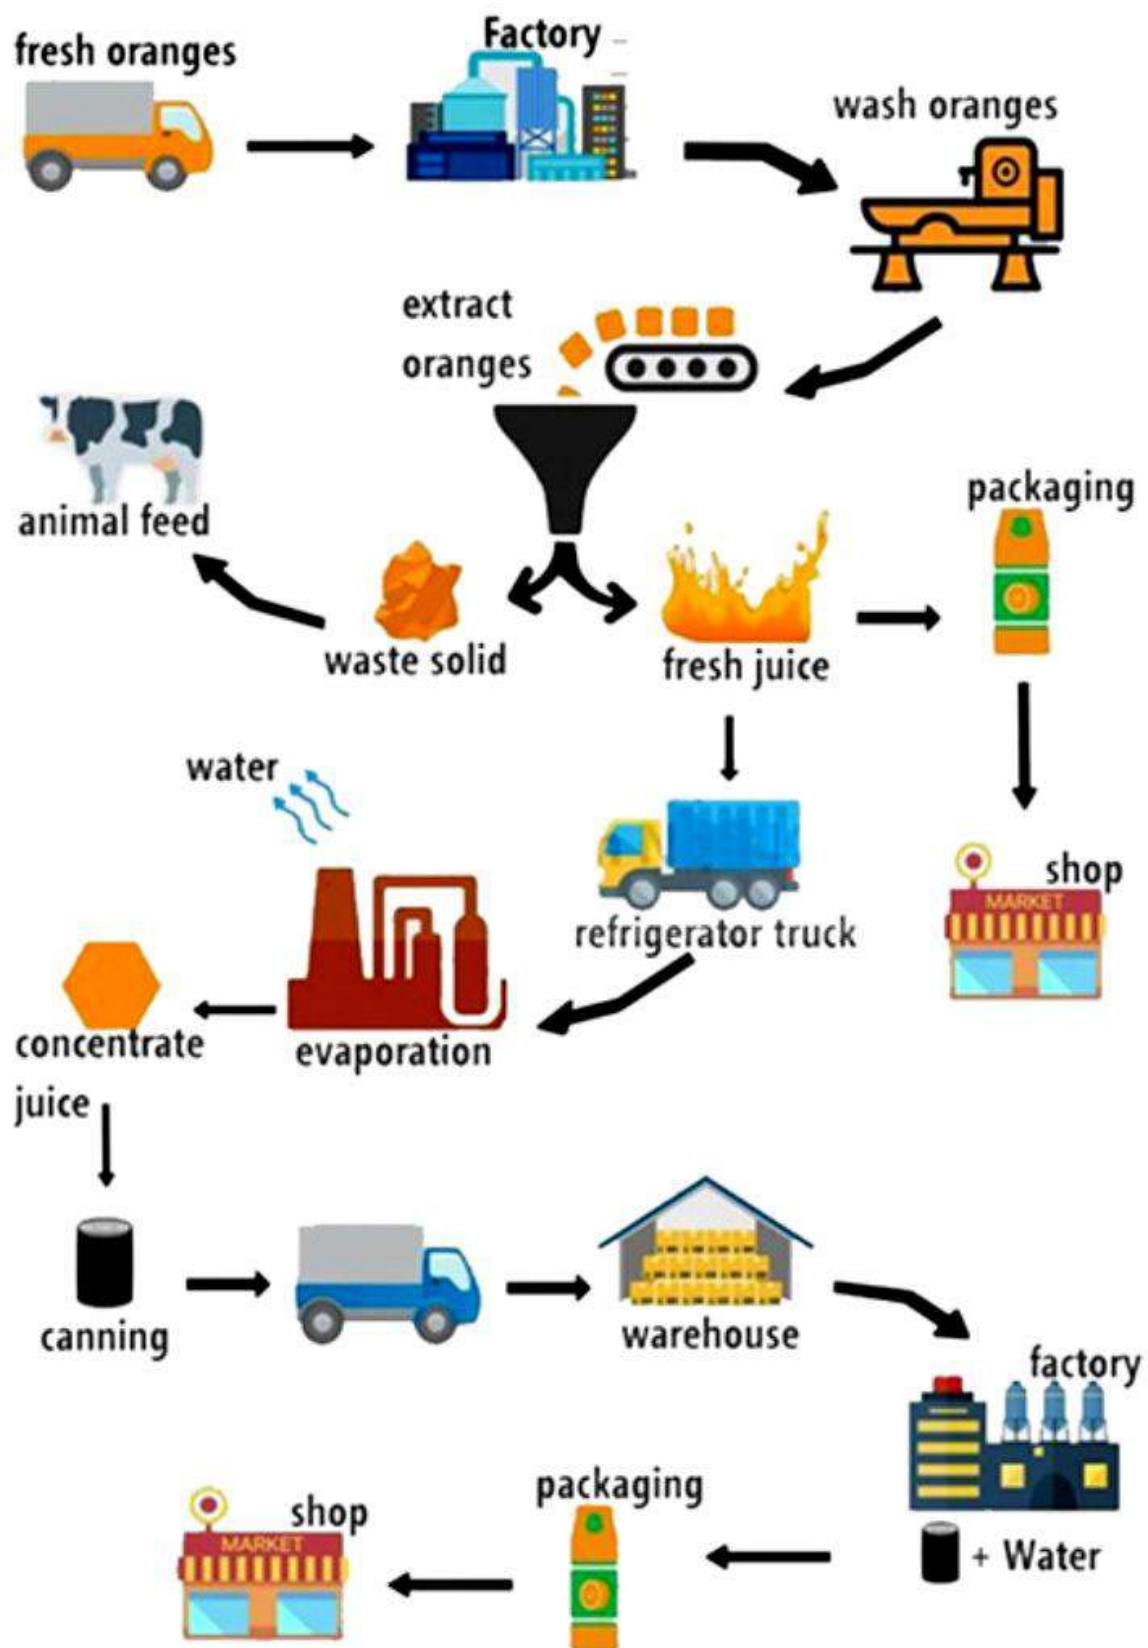 fresh oranges
Factory
wash oranges
extract
oranges
animal feed
packaging
waste solid
fresh juice
water
shop
MARKET
refrigerator truck
concentrate
juice
evaporation
canning
warehouse
factory
+ Water
packaging
shop
MARKET